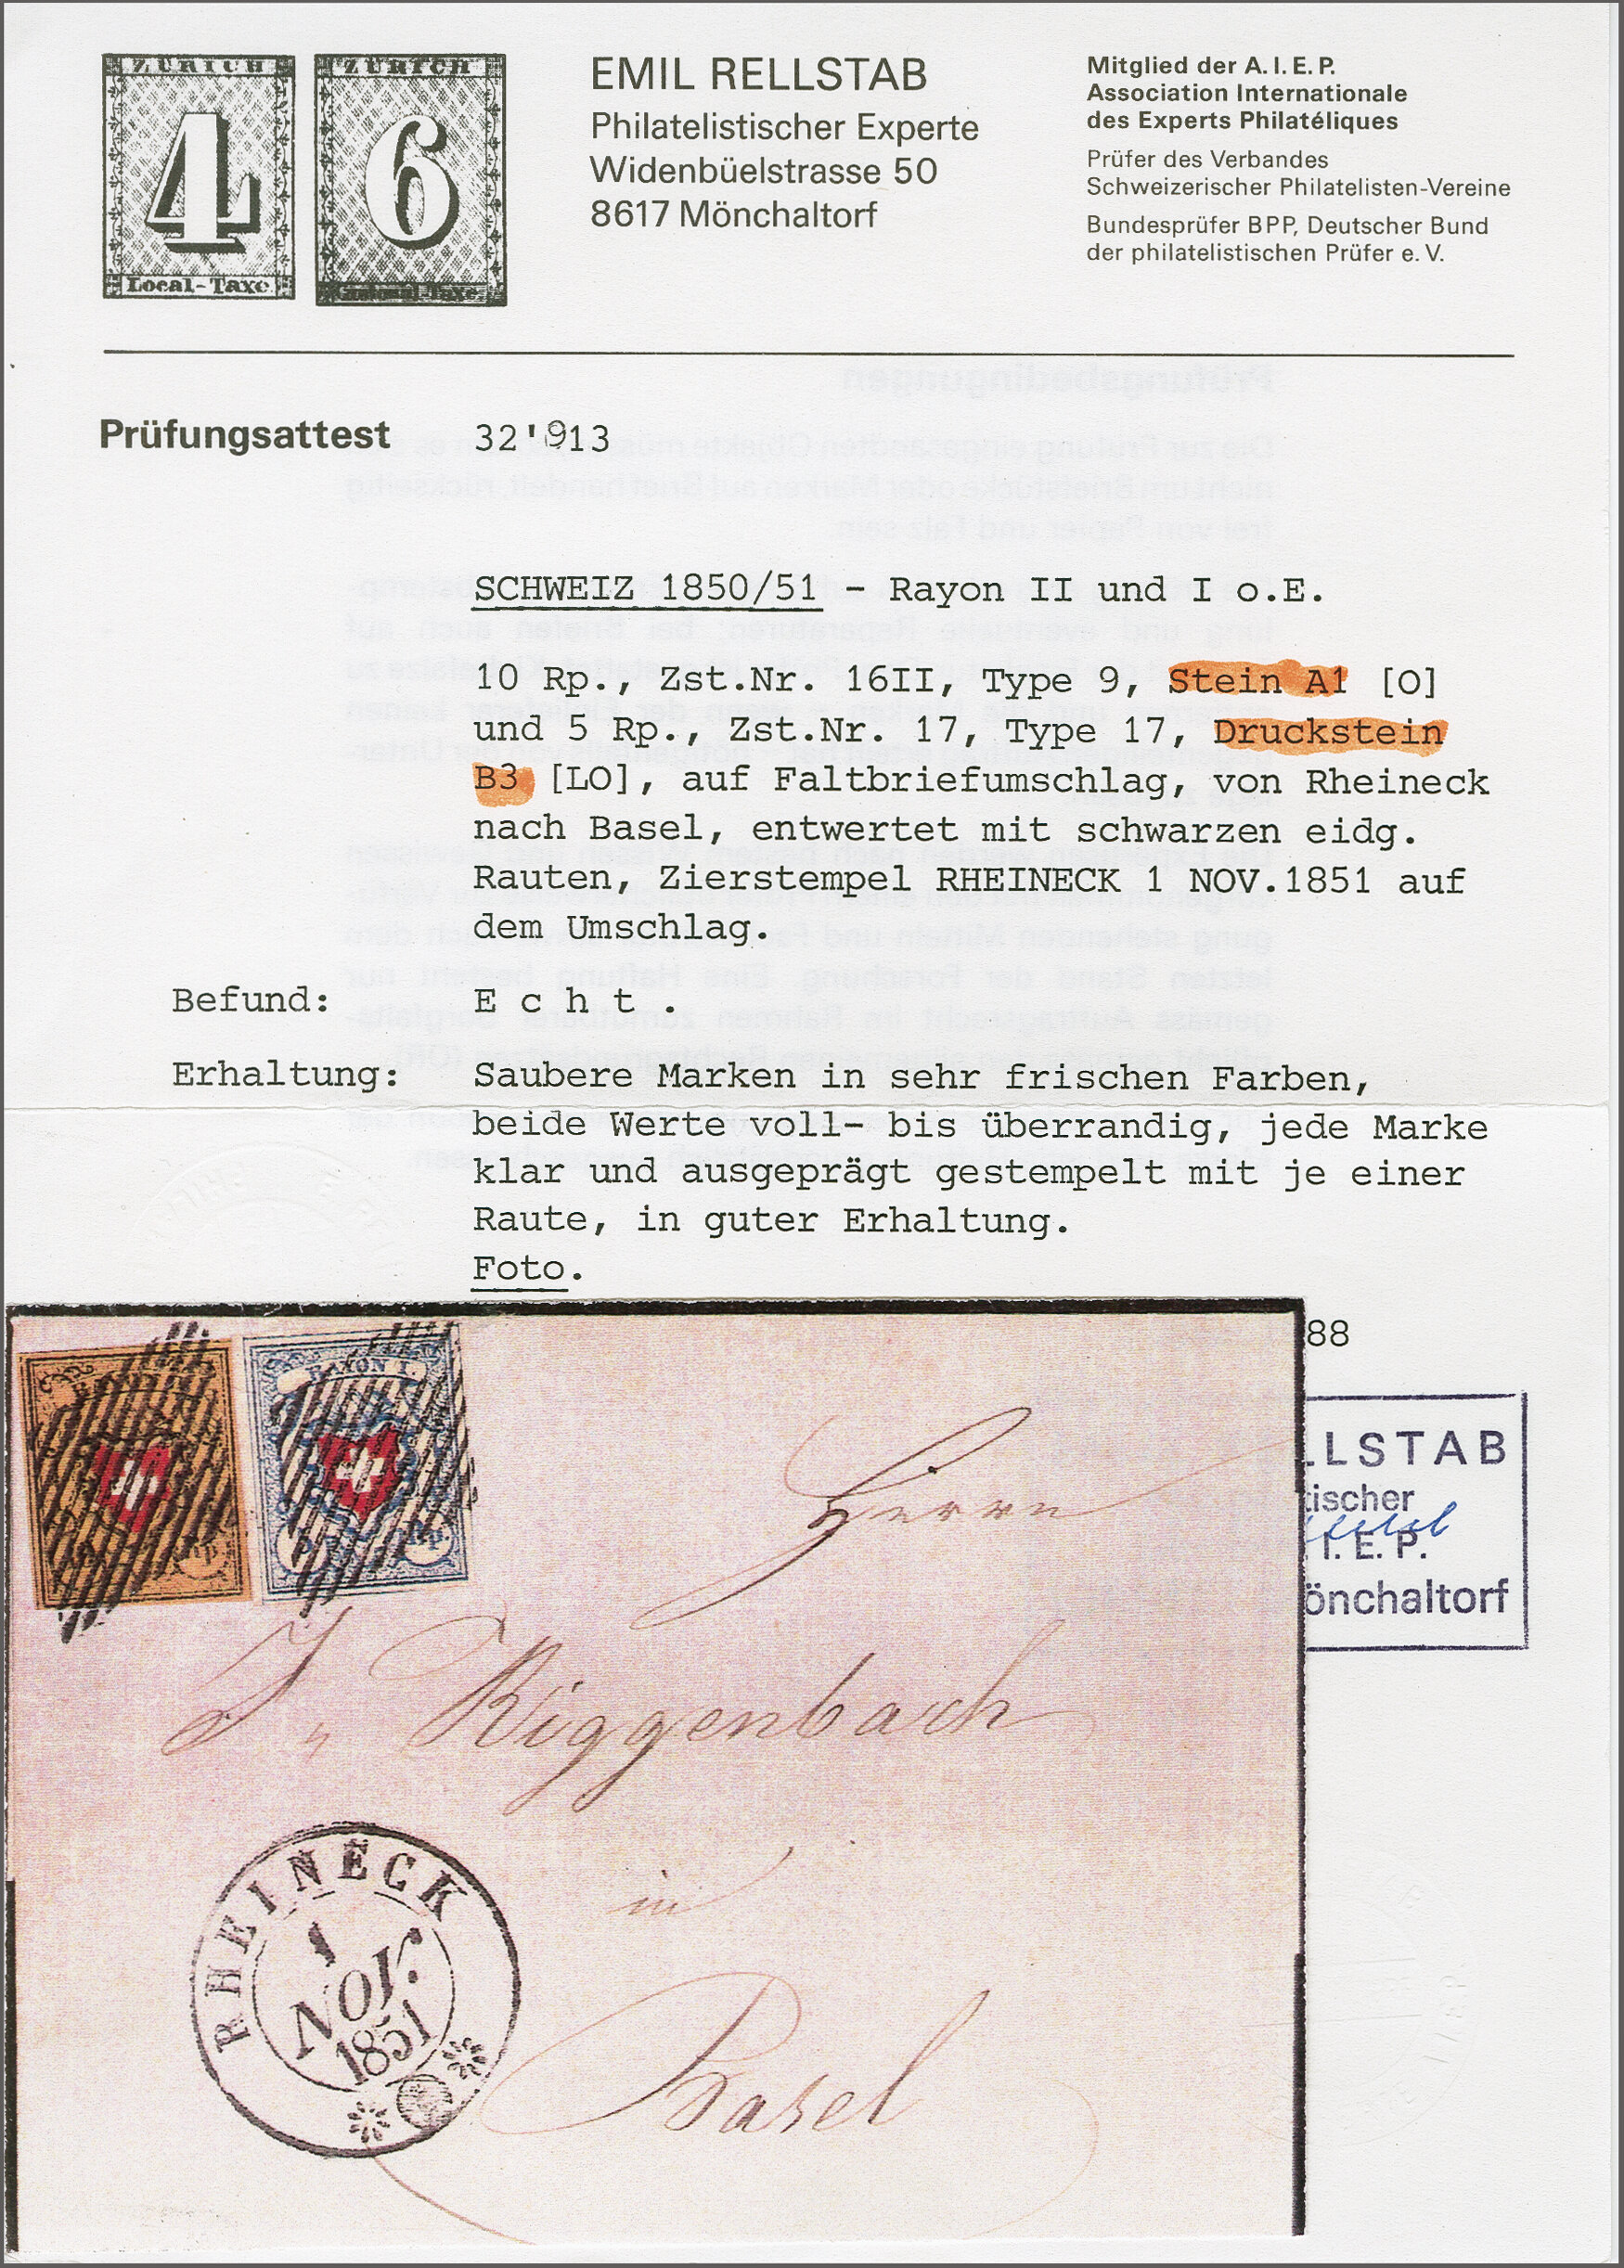 ZÜRICH
4
Local-Taxe.
ZÜRICH
6
EMIL RELLSTAB
Philatelistischer Experte
Widenbüelstrasse 50
8617 Mönchaltorf
Mitglied der A.I.E.P.
Association Internationale
des Experts Philatéliques
Prüfer des Verbandes
Schweizerischer Philatelisten-Vereine
Bundesprüfer BPP, Deutscher Bund
der philatelistischen Prüfer e.V.
Prüfungsattest 32'913
SCHWEIZ 1850/51 - Rayon II und I o.E.
10 Rp., Zst.Nr. 16II, Type 9, Stein A1 [O]
und 5 Rp., Zst.Nr. 17, Type 17, Druckstein
B3 [LO], auf Faltbriefumschlag, von Rheineck
nach Basel, entwertet mit schwarzen eidg.
Rauten, Zierstempel RHEINECK 1 NOV.1851 auf
dem Umschlag.
Befund: E c h t .
Erhaltung: Saubere Marken in sehr frischen Farben,
beide Werte voll- bis überrandig, jede Marke
klar und ausgeprägt gestempelt mit je einer
Raute, in guter Erhaltung.
Foto.
88
LLSTAB
tischer
I. E. P.
önchaltorf
RAYON I.
Herrn
Riggenbach
in
Basel
RHEINECK
1
NOV.
1851